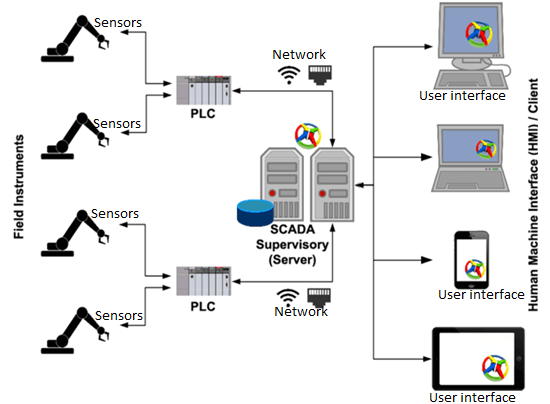 Sensors
Network
User interface
Sensors
PLC
Field Instruments
Human Machine Interface (HMI) / Client
Sensors
SCADA
Supervisory
(Server)
User interface
Sensors
PLC
Network
User interface